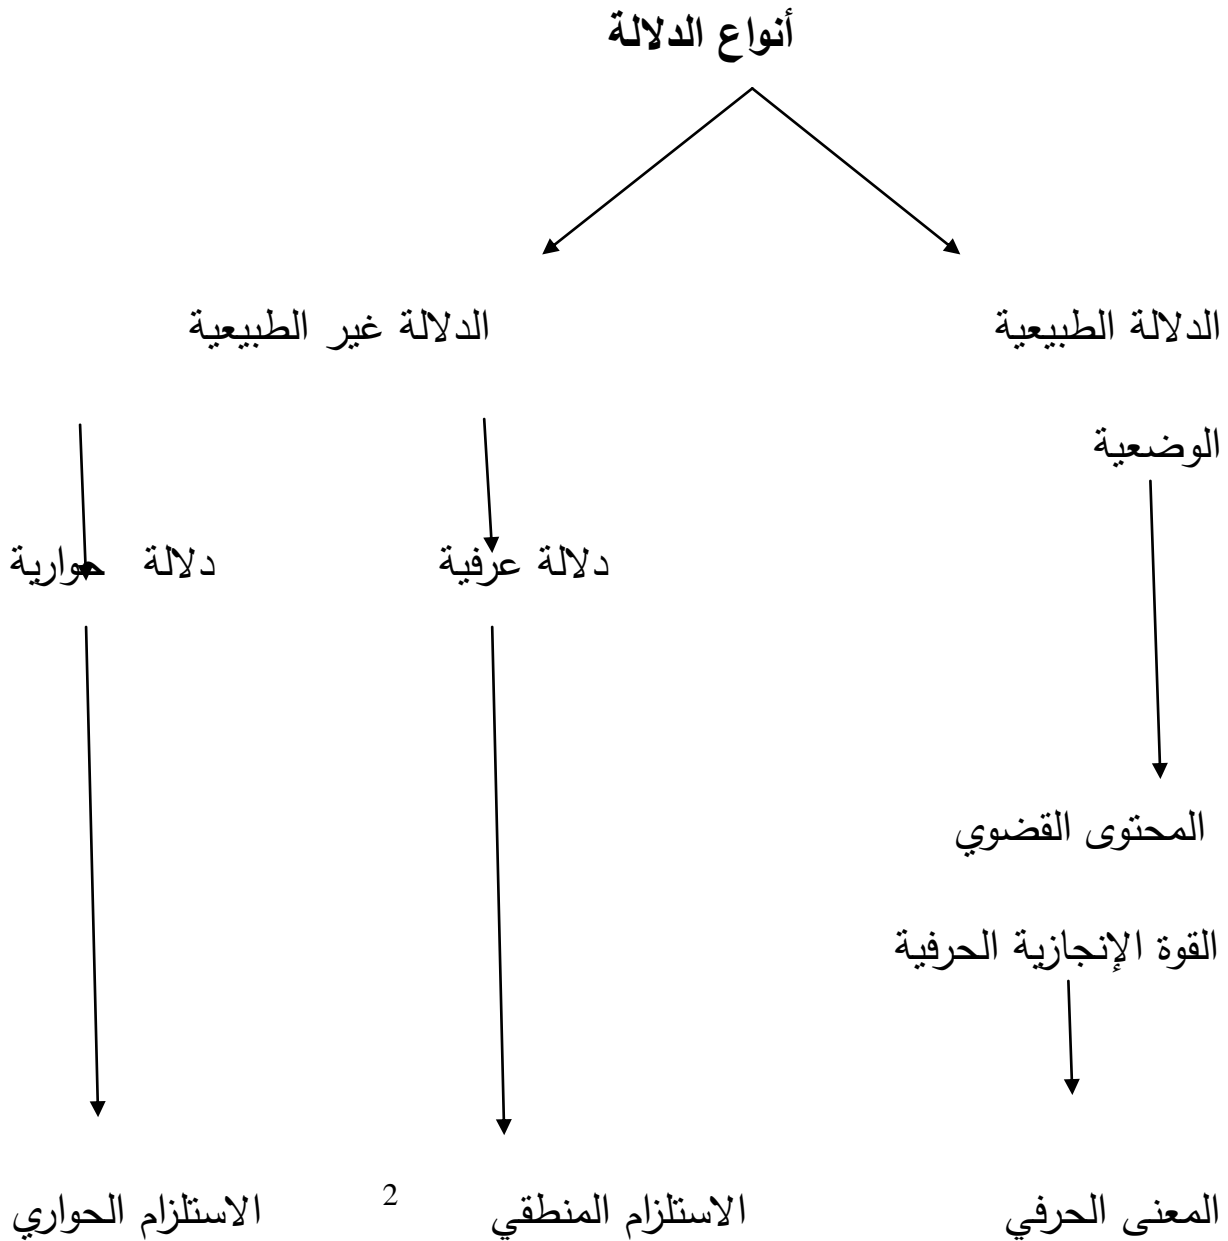 أنواع الدلالة
الدلالة الطبيعية الدلالة غير الطبيعية
الوضعية
دلالة عرفية دلالة حوارية
المحتوى القضوي
القوة الإنجازية الحرفية
المعنى الحرفي الاستلزام المنطقي 2 الاستلزام الحواري